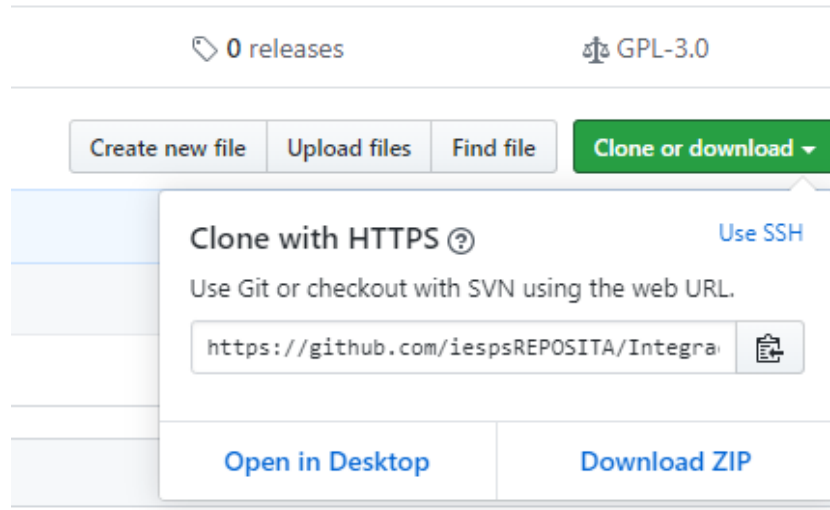 0 releases GPL-3.0
Create new file Upload files Find file Clone or download
Clone with HTTPS Use SSH
Use Git or checkout with SVN using the web URL.
https://github.com/iespsREPOSITA/Integra
Open in Desktop Download ZIP